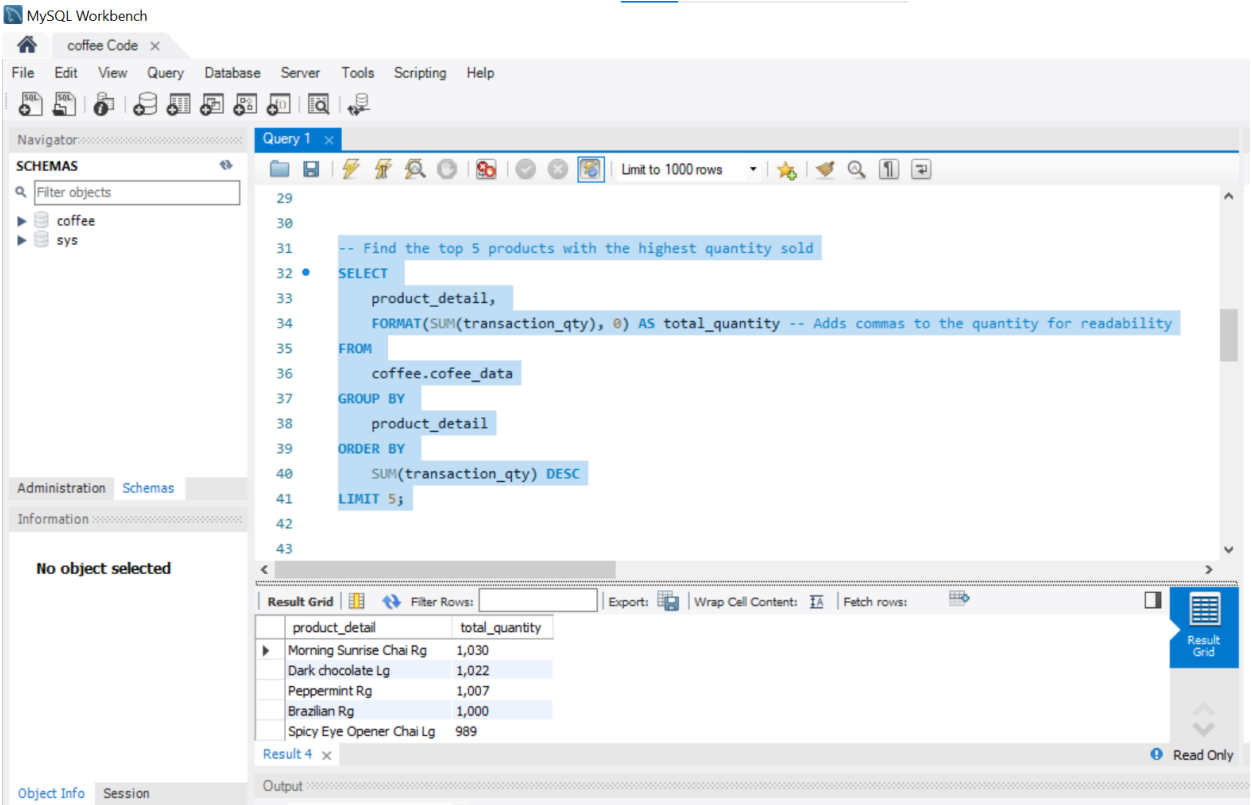 MySQL Workbench
coffee Code
File Edit View Query Database Server Tools Scripting Help
Navigator
Query 1
SCHEMAS
Limit to 1000 rows
Filter objects
coffee
sys
29
30
31 -- Find the top 5 products with the highest quantity sold
32 SELECT
33 product_detail,
34 FORMAT(SUM(transaction_qty), 0) AS total_quantity -- Adds commas to the quantity for readability
35 FROM
36 coffee.cofee_data
37 GROUP BY
38 product_detail
39 ORDER BY
40 SUM(transaction_qty) DESC
41 LIMIT 5;
42
43
Administration Schemas
Information
No object selected
Result Grid Filter Rows: Export: Wrap Cell Content: IA Fetch rows:
product_detail total_quantity
Morning Sunrise Chai Rg 1,030
Dark chocolate Lg 1,022
Peppermint Rg 1,007
Brazilian Rg 1,000
Spicy Eye Opener Chai Lg 989
Result
Grid
Result 4
Read Only
Output
Object Info Session